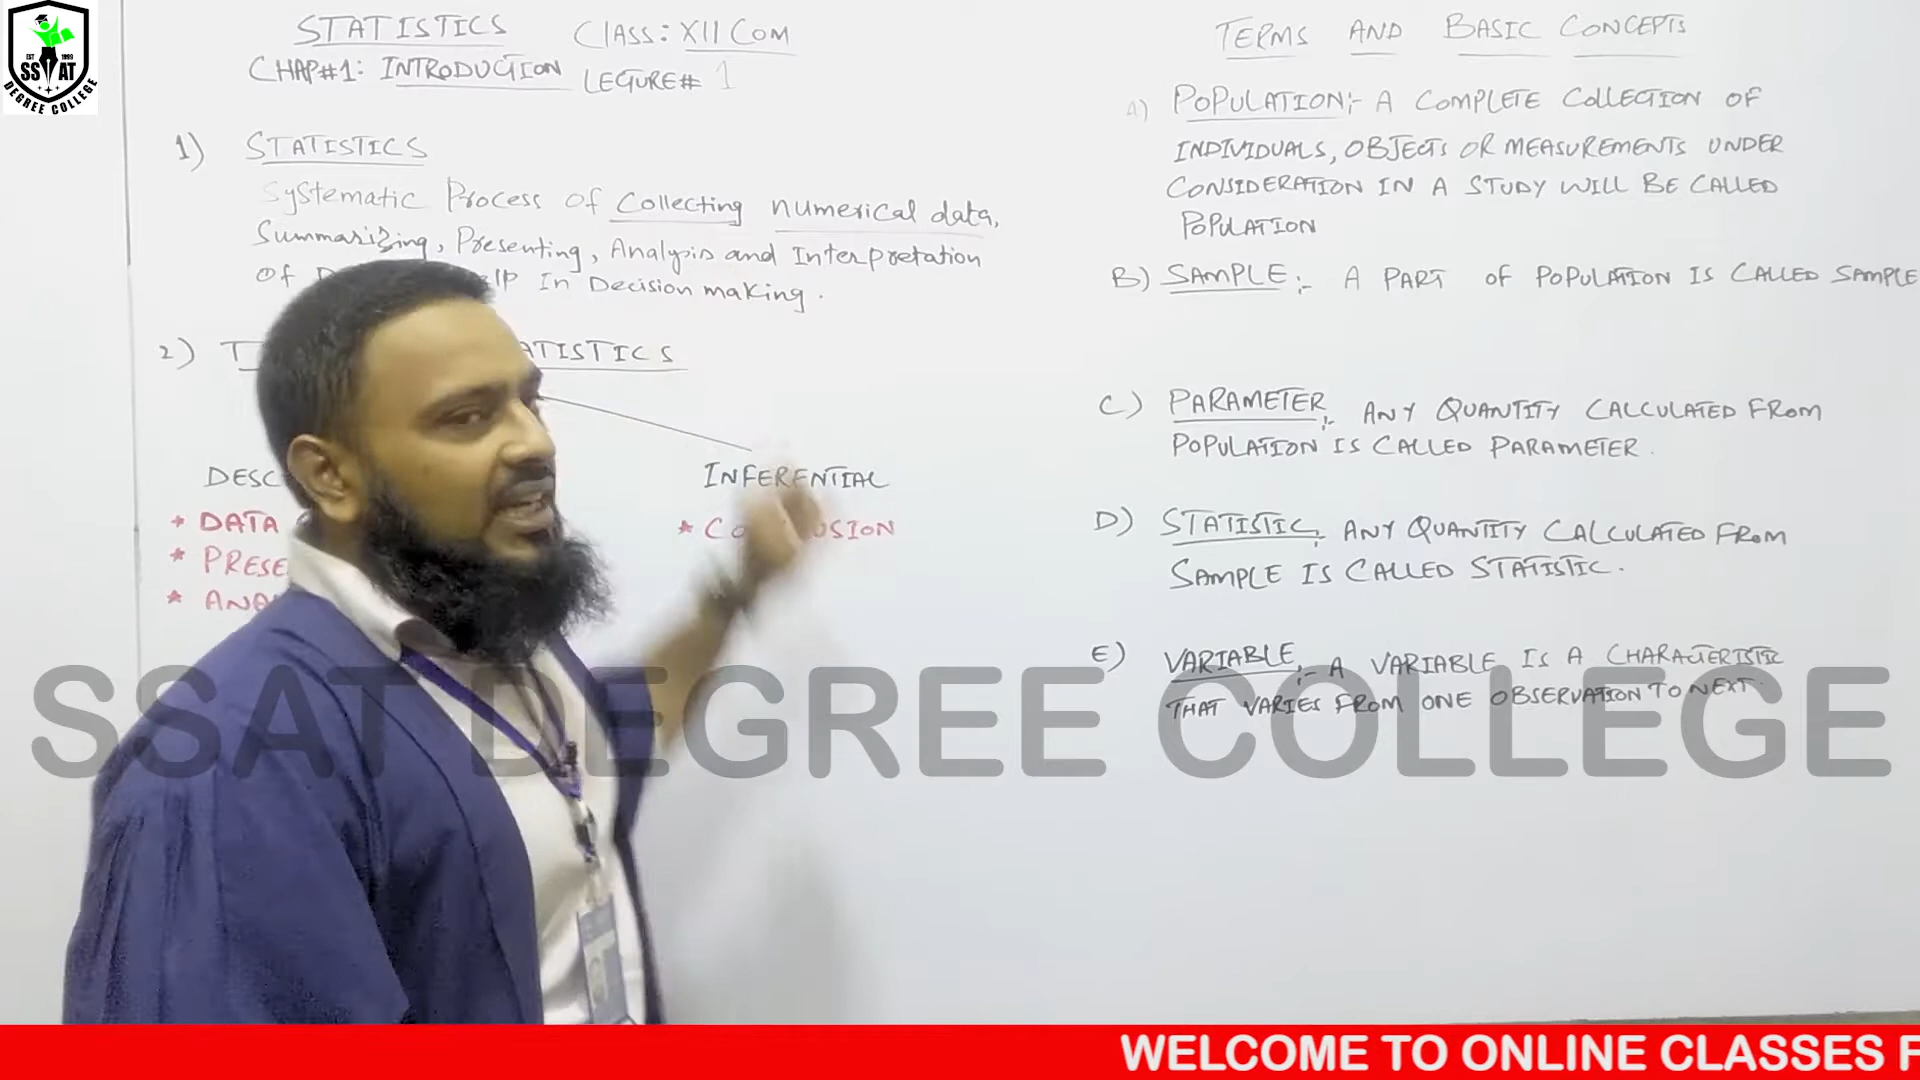 EST 1999
SSAT
DEGREE COLLEGE
STATISTICS Class: XII Com
CHAP#1: INTRODUCTION LECTURE# 1
1) STATISTICS
Systematic Process of Collecting numerical data,
Summarizing, Presenting, Analysis and Interpretation
Of In Decision making.
2)
INFERENTIAL
* DATA
*
*
TERMS AND BASIC CONCEPTS
A) POPULATION:- A COMPLETE COLLECTION OF
INDIVIDUALS, OBJECTS OR MEASUREMENTS UNDER
CONSIDERATION IN A STUDY WILL BE CALLED
POPULATION
B) SAMPLE:- A PART OF POPULATION IS CALLED SAMPLE
C) PARAMETER:- ANY QUANTITY CALCULATED FROM
POPULATION IS CALLED PARAMETER.
D) STATISTIC:- ANY QUANTITY CALCULATED FROM
SAMPLE IS CALLED STATISTIC.
E) VARIABLE:- A VARIABLE IS A CHARACTERISTIC
THAT VARIES FROM ONE OBSERVATION TO NEXT.
SSAT DEGREE COLLEGE
WELCOME TO ONLINE CLASSES F